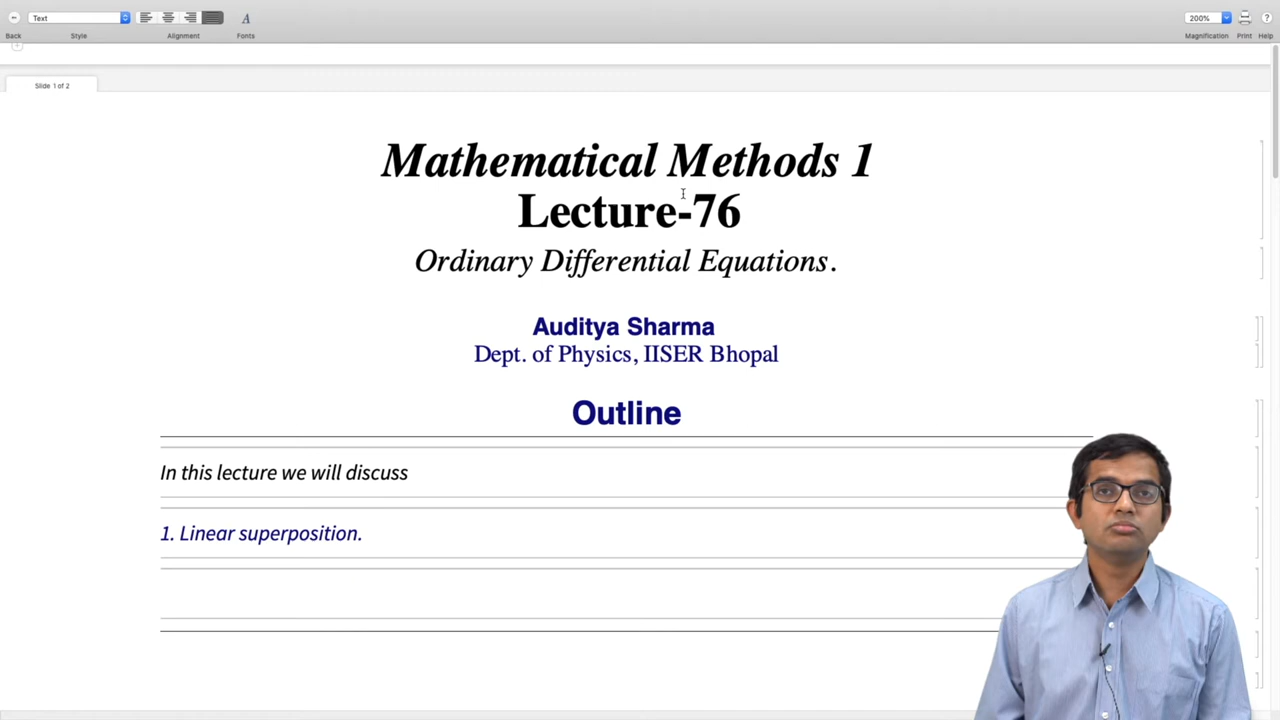 Text
200%
A
Back
Style
Alignment
Fonts
Magnification
Print
Help
Slide 1 of 2
Mathematical Methods 1
Lecture-76
Ordinary Differential Equations.
Auditya Sharma
Dept. of Physics, IISER Bhopal
Outline
In this lecture we will discuss
1. Linear superposition.